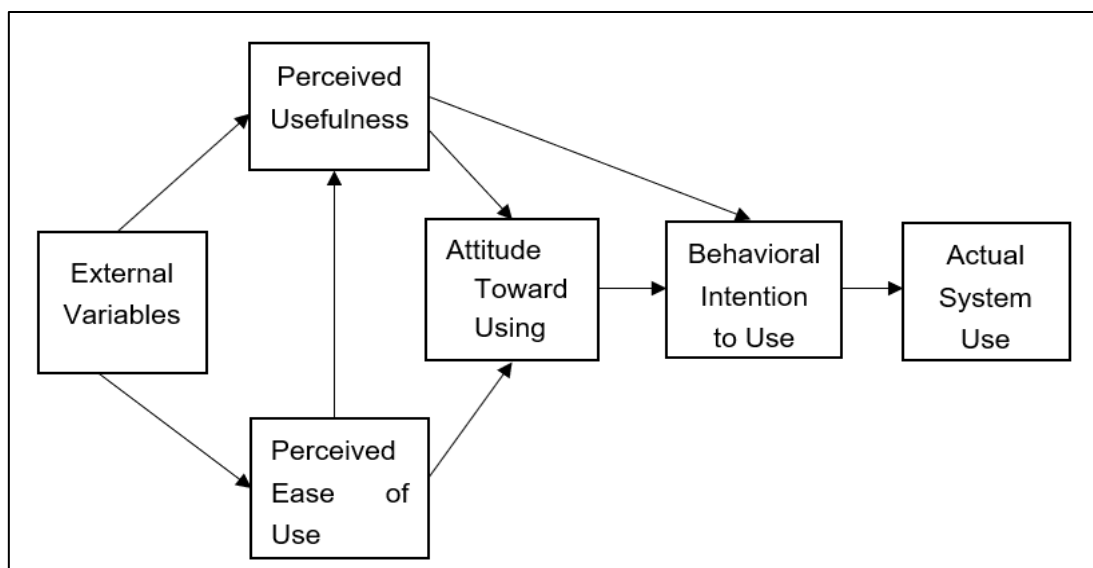 Perceived
Usefulness
External
Variables
Attitude
Toward
Using
Behavioral
Intention
to Use
Actual
System
Use
Perceived
Ease of
Use